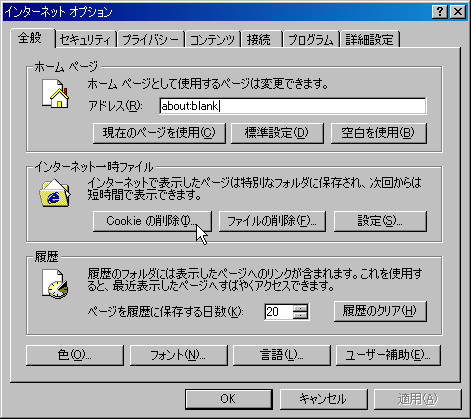 インターネット オプション
全般 セキュリティ プライバシー コンテンツ 接続 プログラム 詳細設定
ホーム ページ
ホーム ページとして使用するページは変更できます。
アドレス(R): about:blank
現在のページを使用(C) 標準設定(D) 空白を使用(B)
インターネット一時ファイル
インターネットで表示したページは特別なフォルダに保存され、次回からは
短時間で表示できます。
Cookie の削除(I)... ファイルの削除(F)... 設定(S)...
履歴
履歴のフォルダには表示したページへのリンクが含まれます。これを使用す
ると、最近表示したページへすばやくアクセスできます。
ページを履歴に保存する日数(K): 20 履歴のクリア(H)
色(O)... フォント(N)... 言語(L)... ユーザー補助(E)...
OK キャンセル 適用(A)